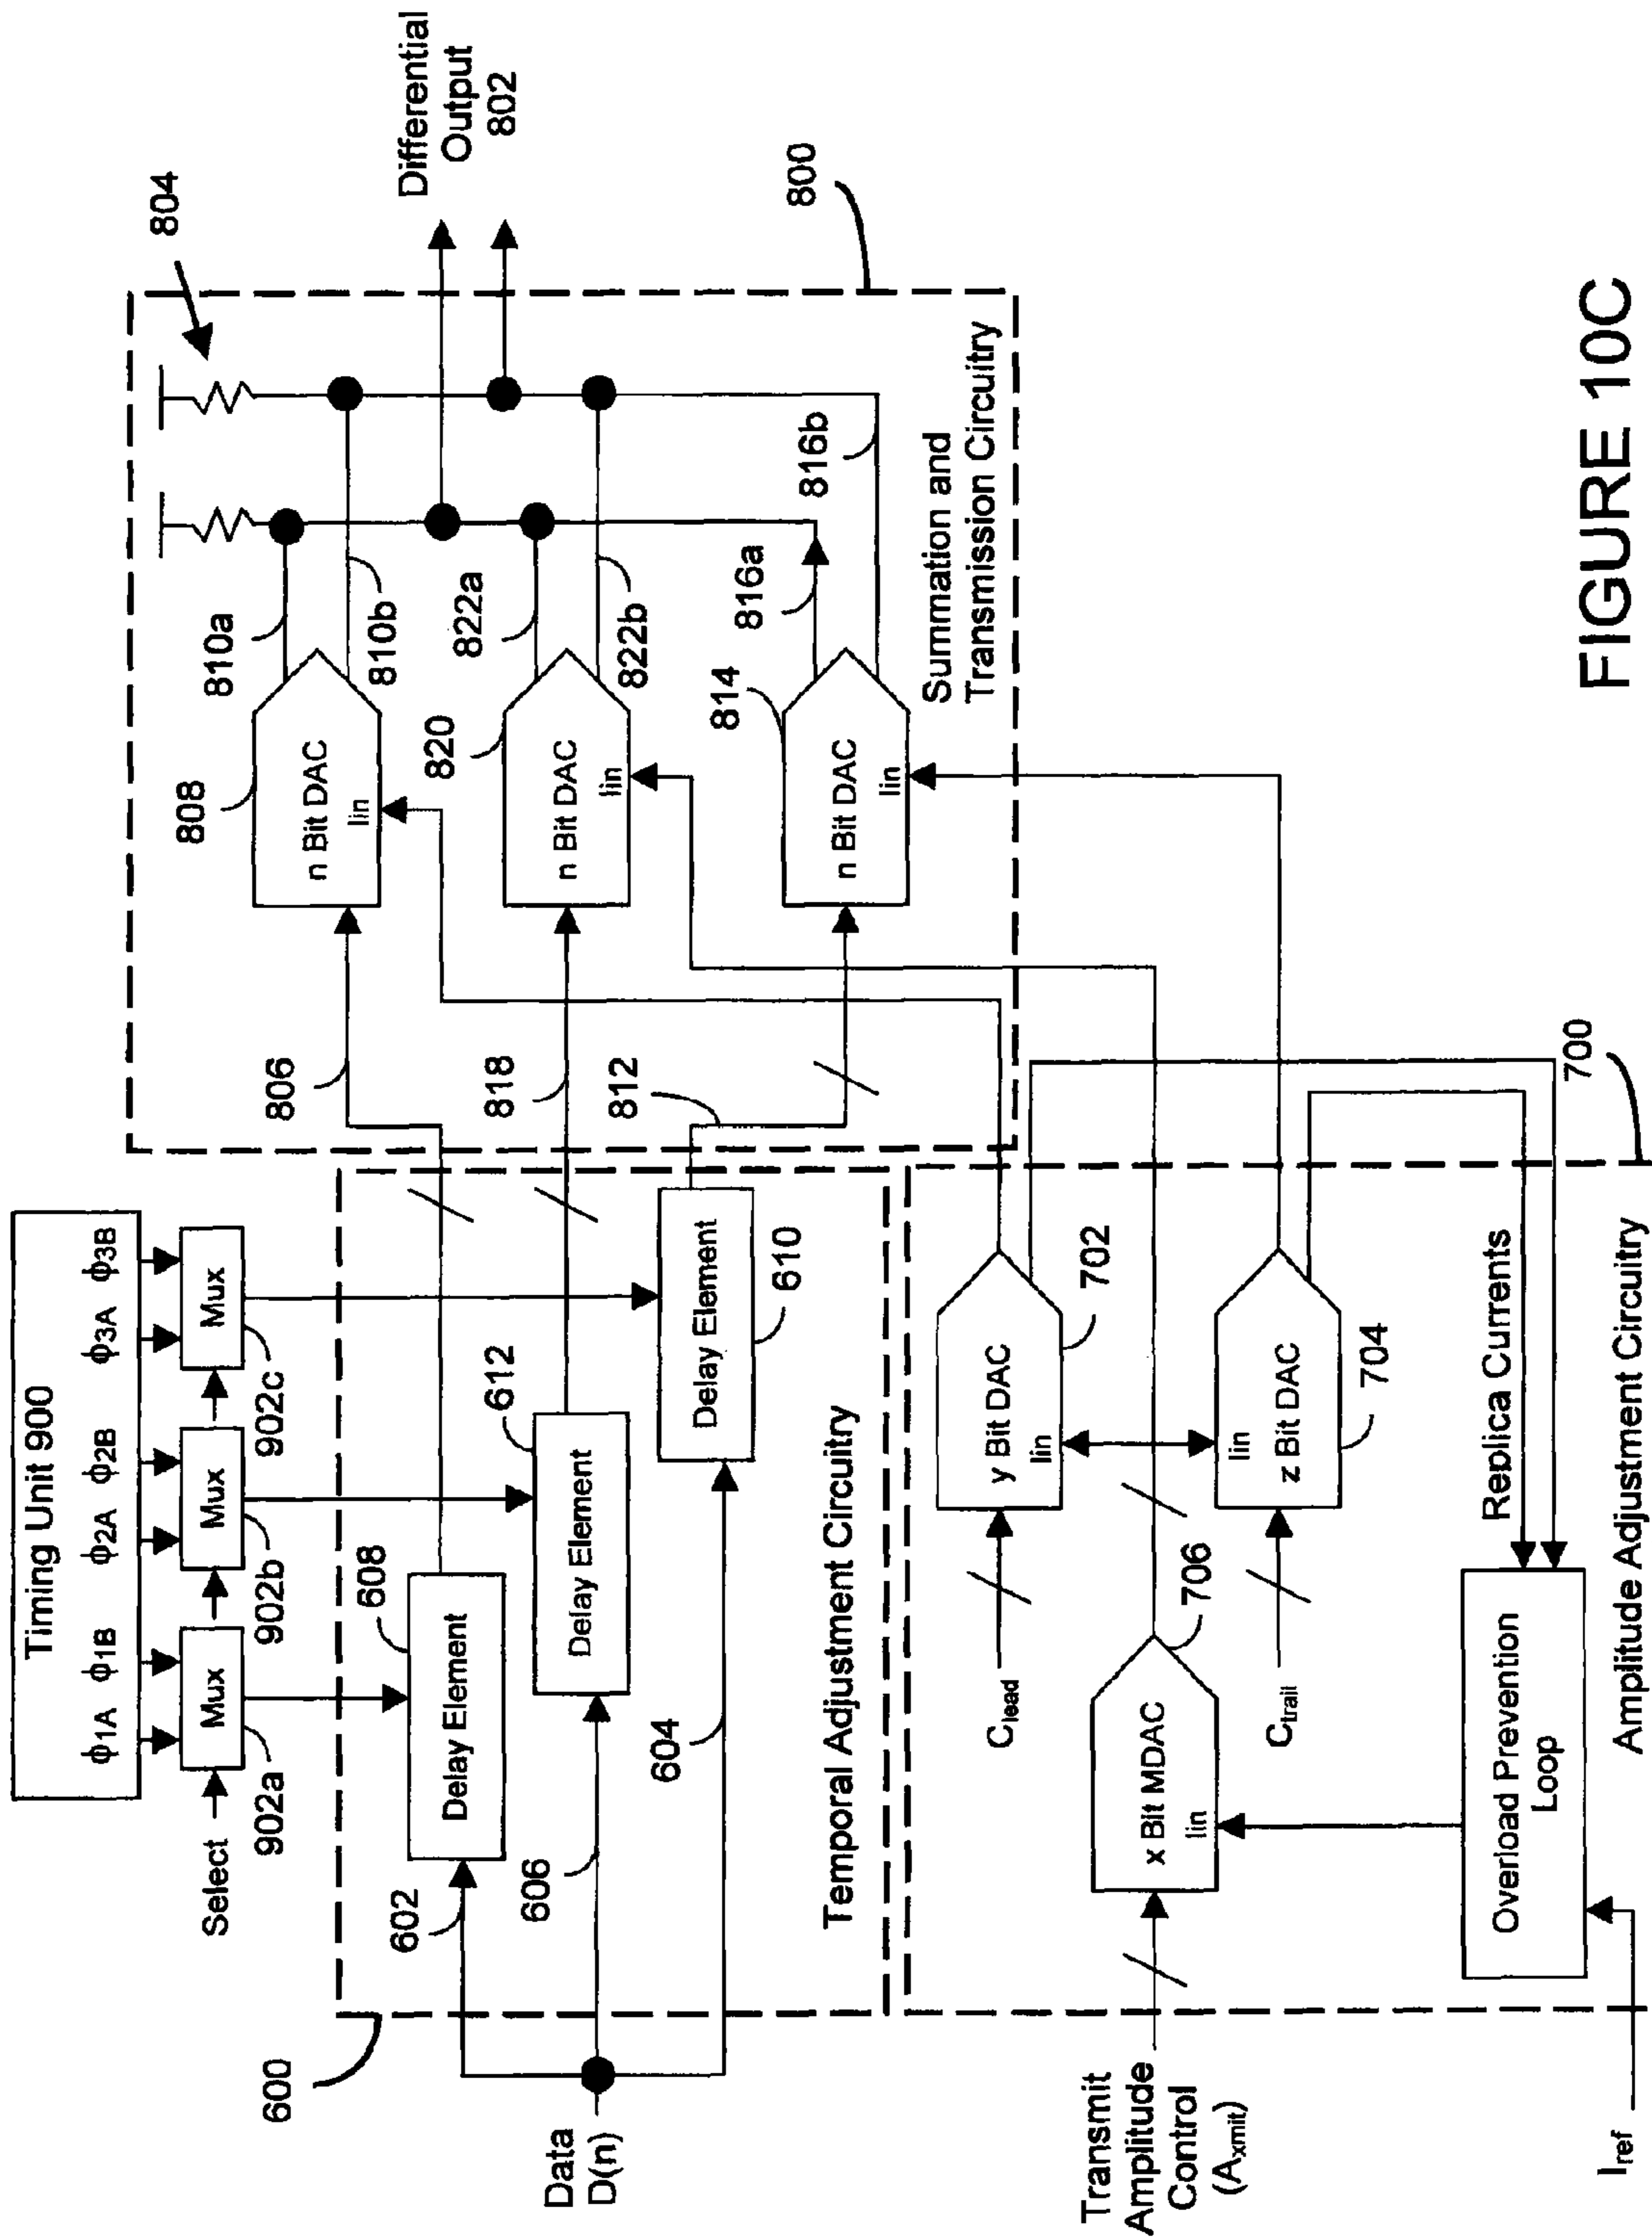 Timing Unit 900
ϕ1A ϕ1B ϕ2A ϕ2B ϕ3A ϕ3B
Select
Mux
Mux
Mux
902a
902b
902c
600
Data
D(n)
602
606
604
608
Delay Element
612
Delay Element
Delay Element
610
Temporal Adjustment Circuitry
806
818
812
808
n Bit DAC
Iin
820
n Bit DAC
Iin
814
n Bit DAC
Iin
810a
810b
822a
822b
816a
816b
804
Differential
Output
802
800
Summation and
Transmission Circuitry
Transmit
Amplitude
Control
(Axmit)
Clead
Ctrail
x Bit MDAC
Iin
706
y Bit DAC
Iin
702
Iin
z Bit DAC
704
Replica Currents
Overload Prevention
Loop
Iref
700
Amplitude Adjustment Circuitry
FIGURE 10C